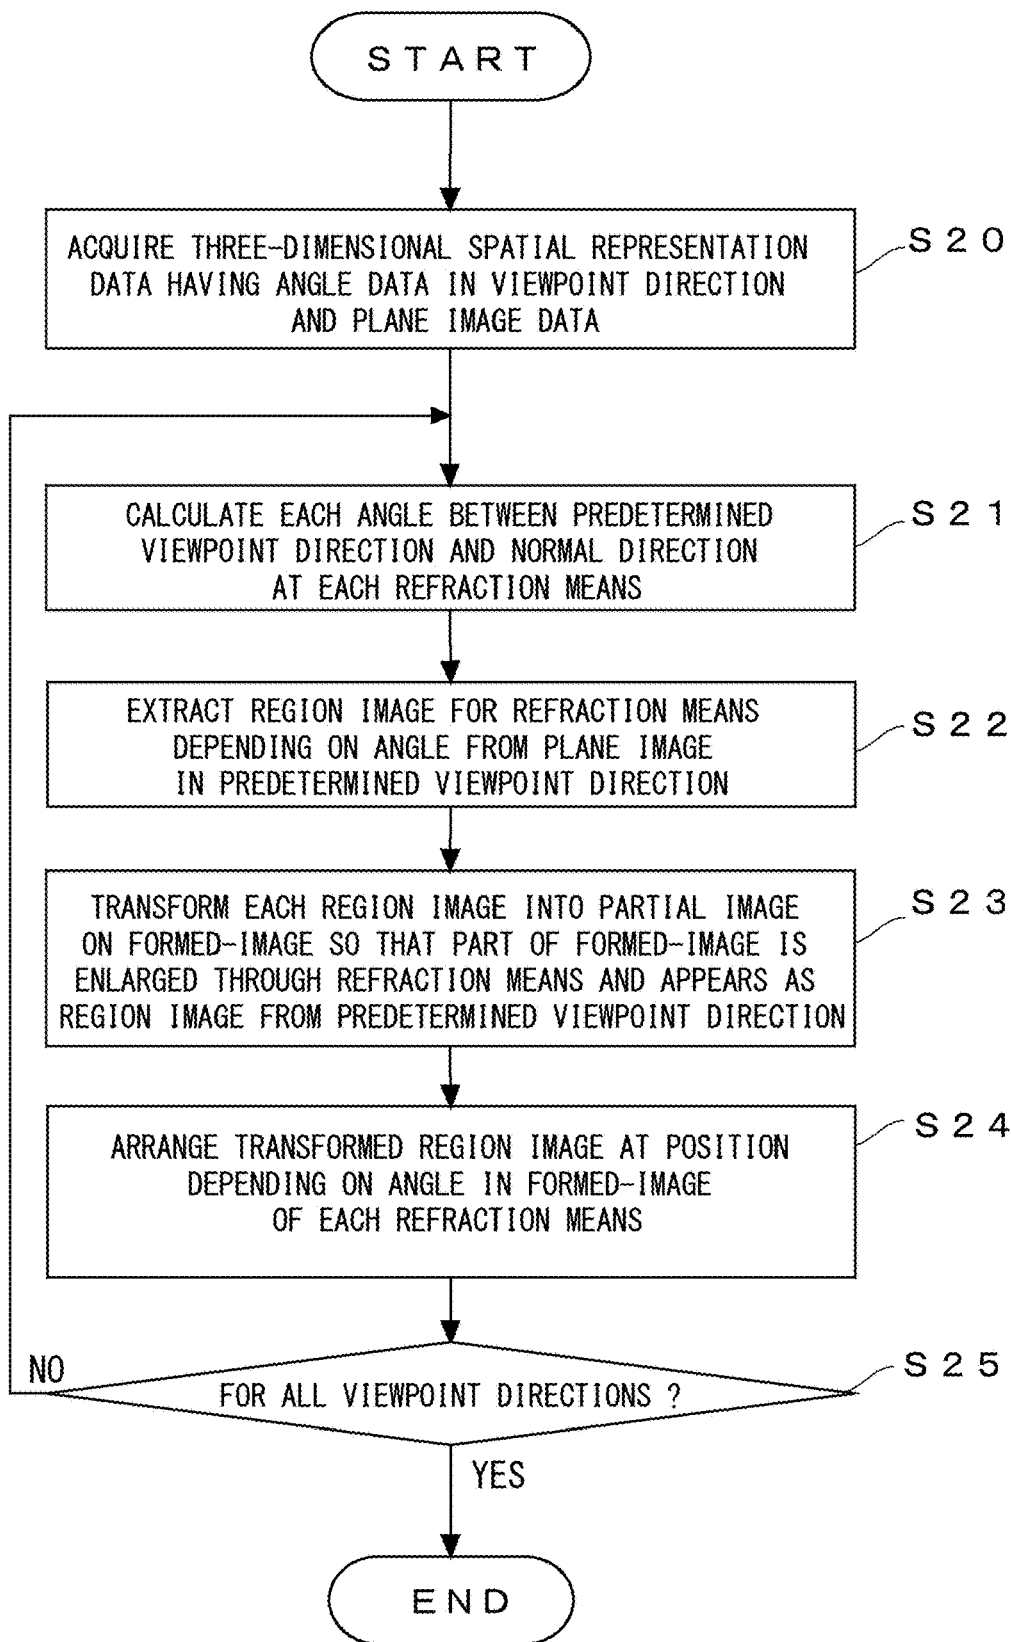 START
ACQUIRE THREE-DIMENSIONAL SPATIAL REPRESENTATION
DATA HAVING ANGLE DATA IN VIEWPOINT DIRECTION
AND PLANE IMAGE DATA
S20
CALCULATE EACH ANGLE BETWEEN PREDETERMINED
VIEWPOINT DIRECTION AND NORMAL DIRECTION
AT EACH REFRACTION MEANS
S21
EXTRACT REGION IMAGE FOR REFRACTION MEANS
DEPENDING ON ANGLE FROM PLANE IMAGE
IN PREDETERMINED VIEWPOINT DIRECTION
S22
TRANSFORM EACH REGION IMAGE INTO PARTIAL IMAGE
ON FORMED-IMAGE SO THAT PART OF FORMED-IMAGE IS
ENLARGED THROUGH REFRACTION MEANS AND APPEARS AS
REGION IMAGE FROM PREDETERMINED VIEWPOINT DIRECTION
S23
ARRANGE TRANSFORMED REGION IMAGE AT POSITION
DEPENDING ON ANGLE IN FORMED-IMAGE
OF EACH REFRACTION MEANS
S24
NO
FOR ALL VIEWPOINT DIRECTIONS ?
S25
YES
END